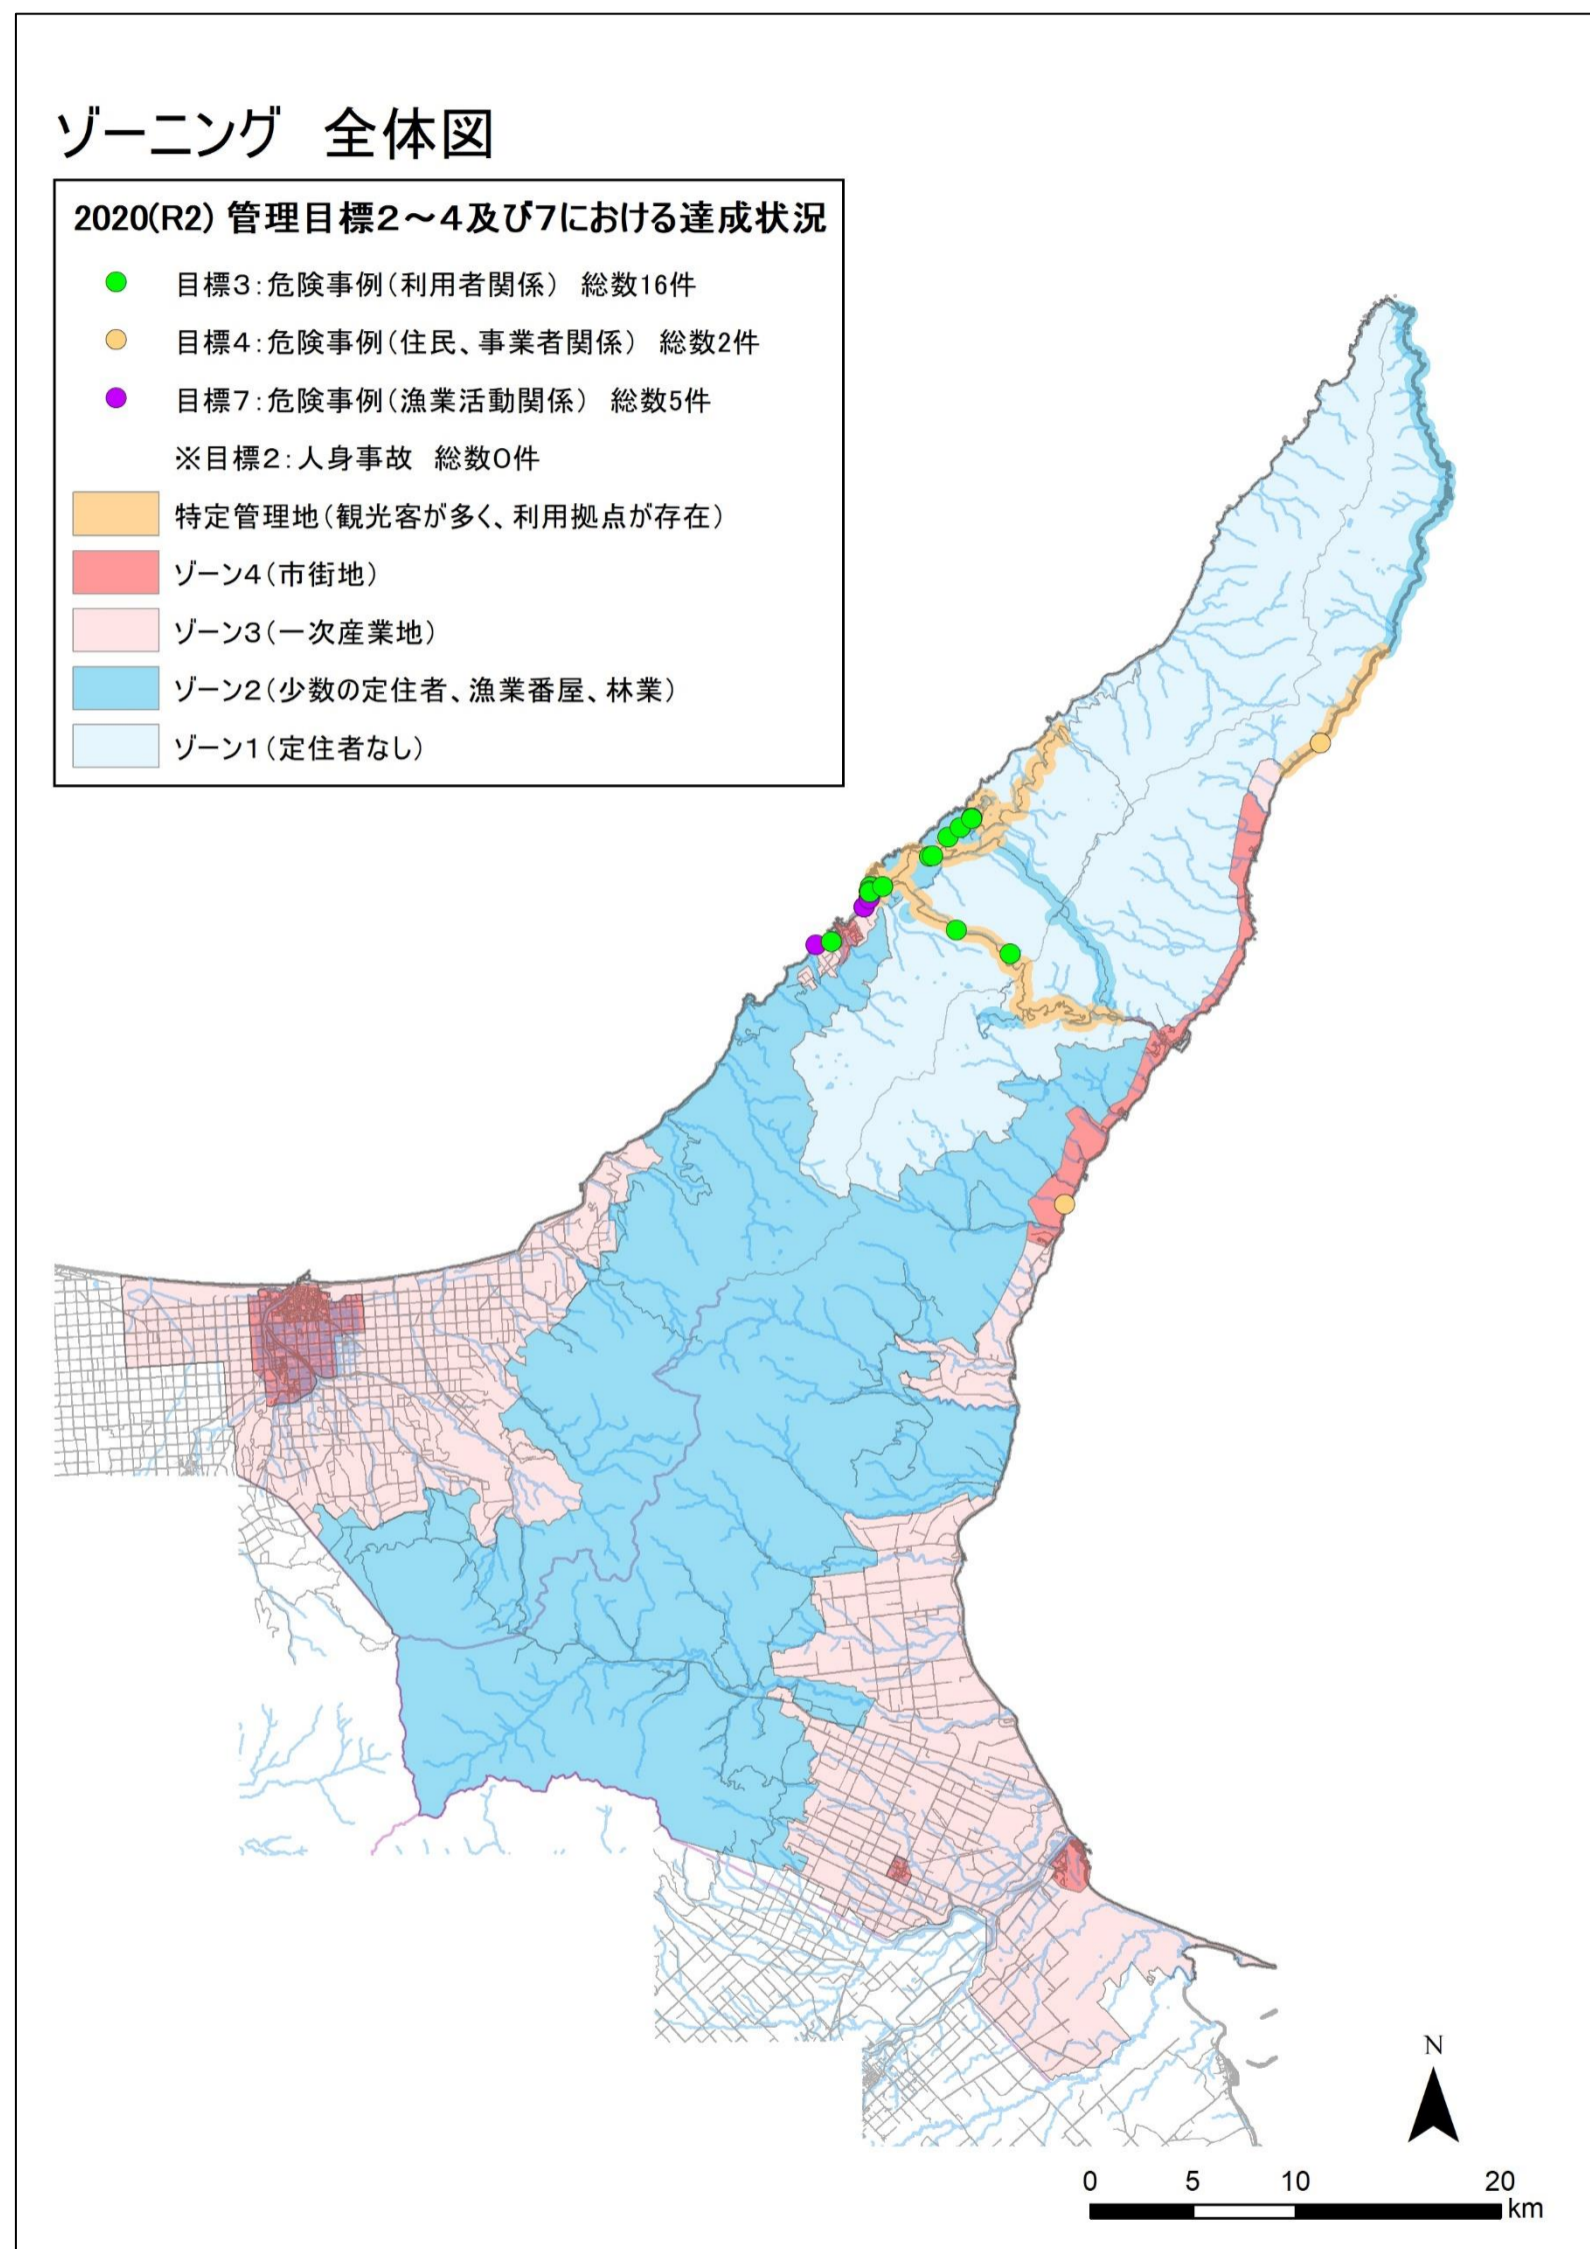 ゾーニング 全体図
2020(R2) 管理目標2～4及び7における達成状況
目標3:危険事例(利用者関係) 総数16件
目標4:危険事例(住民、事業者関係) 総数2件
目標7:危険事例(漁業活動関係) 総数5件
※目標2:人身事故 総数0件
特定管理地(観光客が多く、利用拠点が存在)
ゾーン4(市街地)
ゾーン3(一次産業地)
ゾーン2(少数の定住者、漁業番屋、林業)
ゾーン1(定住者なし)
N
0 5 10 20
km